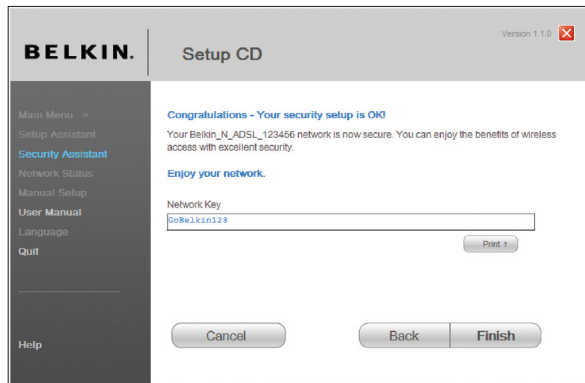 Version 1.1.0
BELKIN.
Setup CD
Main Menu >
Setup Assistant
Security Assistant
Network Status
Manual Setup
User Manual
Language
Quit
Help
Congratulations - Your security setup is OK!
Your Belkin_N_ADSL_123456 network is now secure. You can enjoy the benefits of wireless
access with excellent security.
Enjoy your network.
Network Key
GoBelkin123
Print ↑
Cancel
Back
Finish